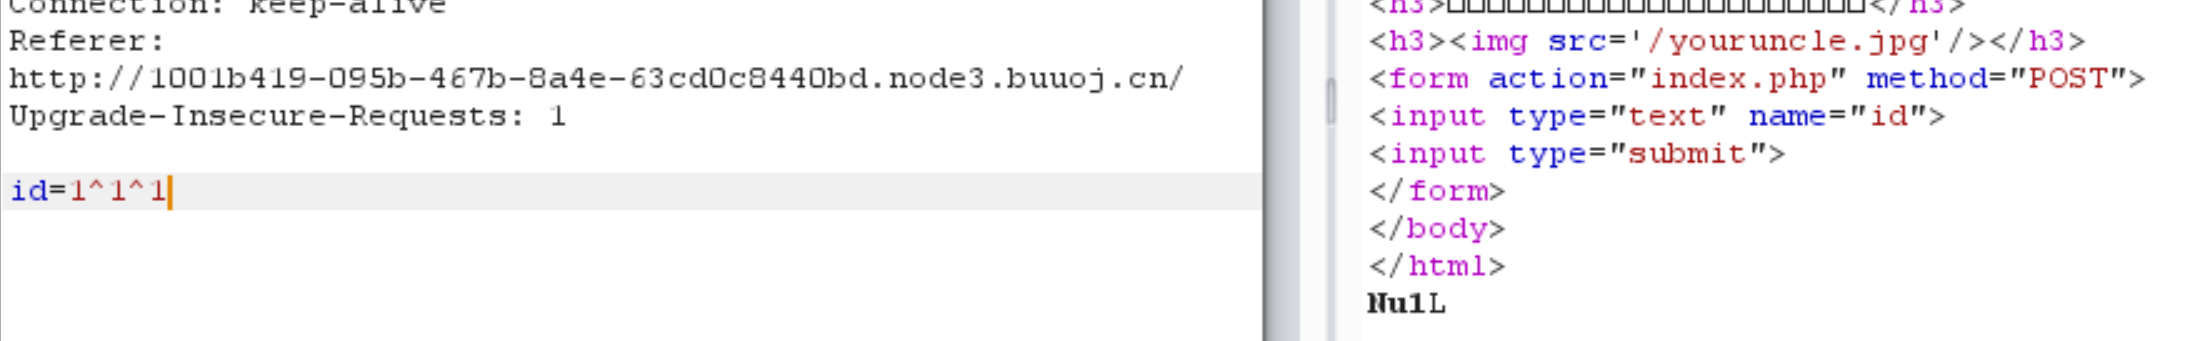 Connection: keep-alive
Referer:
http://1001b419-095b-467b-8a4e-63cd0c8440bd.node3.buuoj.cn/
Upgrade-Insecure-Requests: 1
id=1^1^1
<h3>□□□□□□□□□□□□□□□□□□□□□</h3>
<h3><img src='/youruncle.jpg'/></h3>
<form action="index.php" method="POST">
<input type="text" name="id">
<input type="submit">
</form>
</body>
</html>
Nu1L